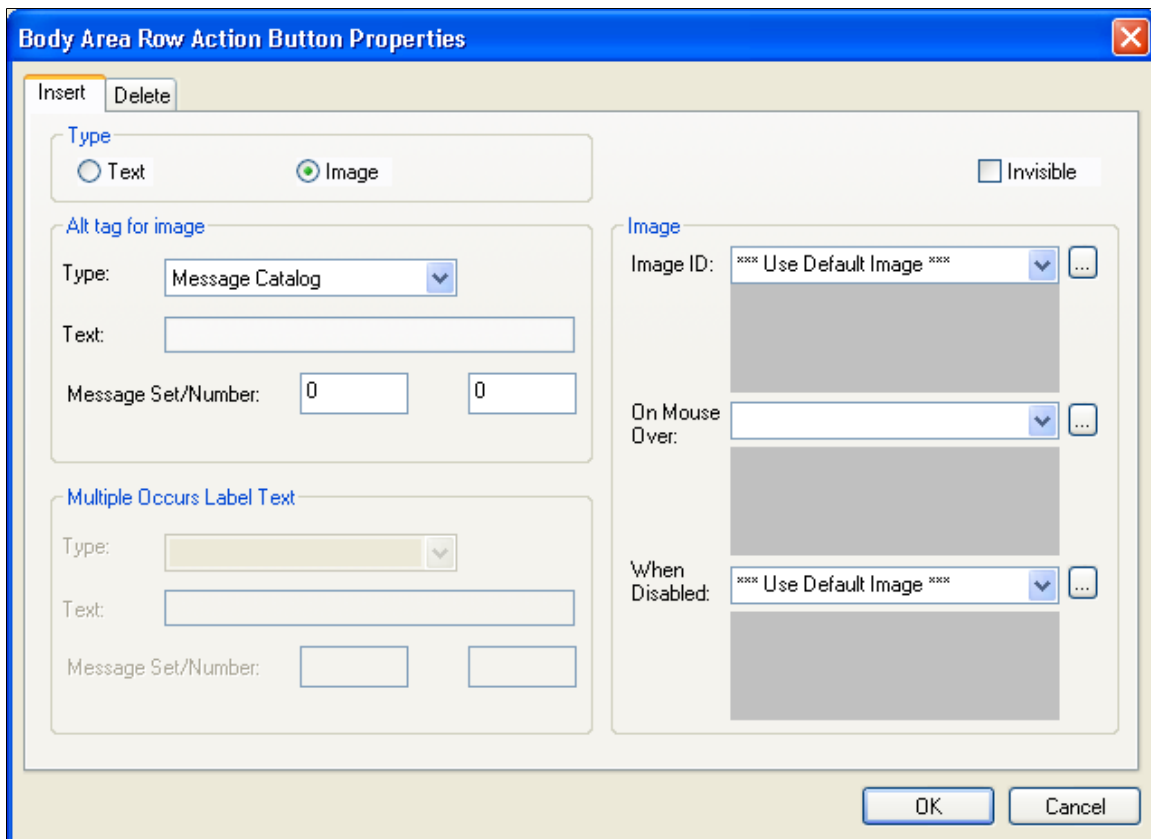 Body Area Row Action Button Properties
Insert
Delete
Type
Text
Image
Invisible
Alt tag for image
Type:
Message Catalog
Text:
Message Set/Number:
0
0
Multiple Occurs Label Text
Type:
Text:
Message Set/Number:
Image
Image ID:
*** Use Default Image ***
...
On Mouse
Over:
...
When
Disabled:
*** Use Default Image ***
...
OK
Cancel